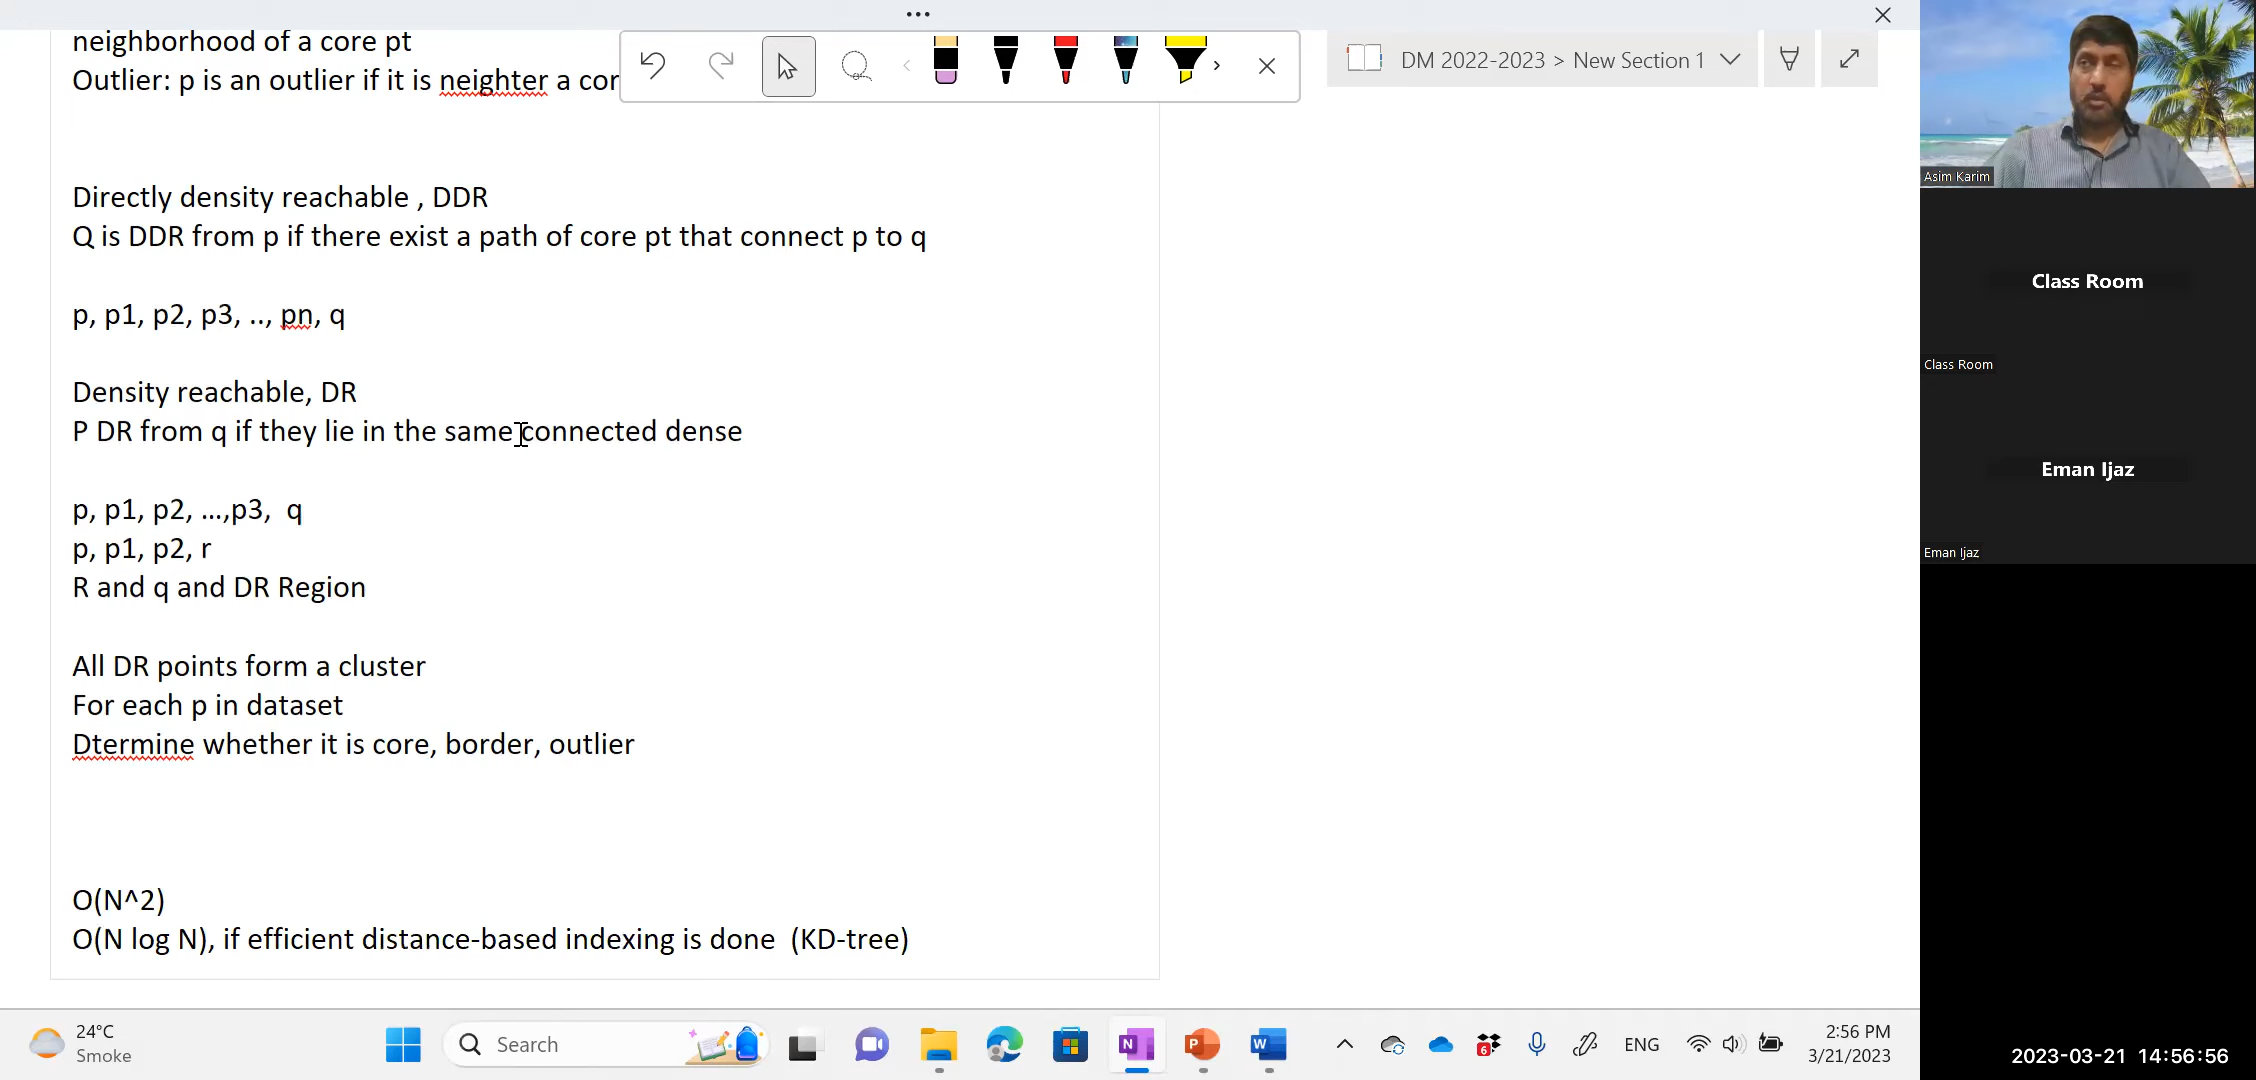 neighborhood of a core pt
Outlier: p is an outlier if it is neighter a cor
DM 2022-2023 > New Section 1
Directly density reachable , DDR
Q is DDR from p if there exist a path of core pt that connect p to q
p, p1, p2, p3, .., pn, q
Density reachable, DR
P DR from q if they lie in the same connected dense
p, p1, p2, ...,p3, q
p, p1, p2, r
R and q and DR Region
All DR points form a cluster
For each p in dataset
Dtermine whether it is core, border, outlier
O(N^2)
O(N log N), if efficient distance-based indexing is done (KD-tree)
Asim Karim
Class Room
Class Room
Eman Ijaz
Eman Ijaz
24°C
Smoke
Search
N
P
W
6
ENG
2:56 PM
3/21/2023
2023-03-21 14:56:56